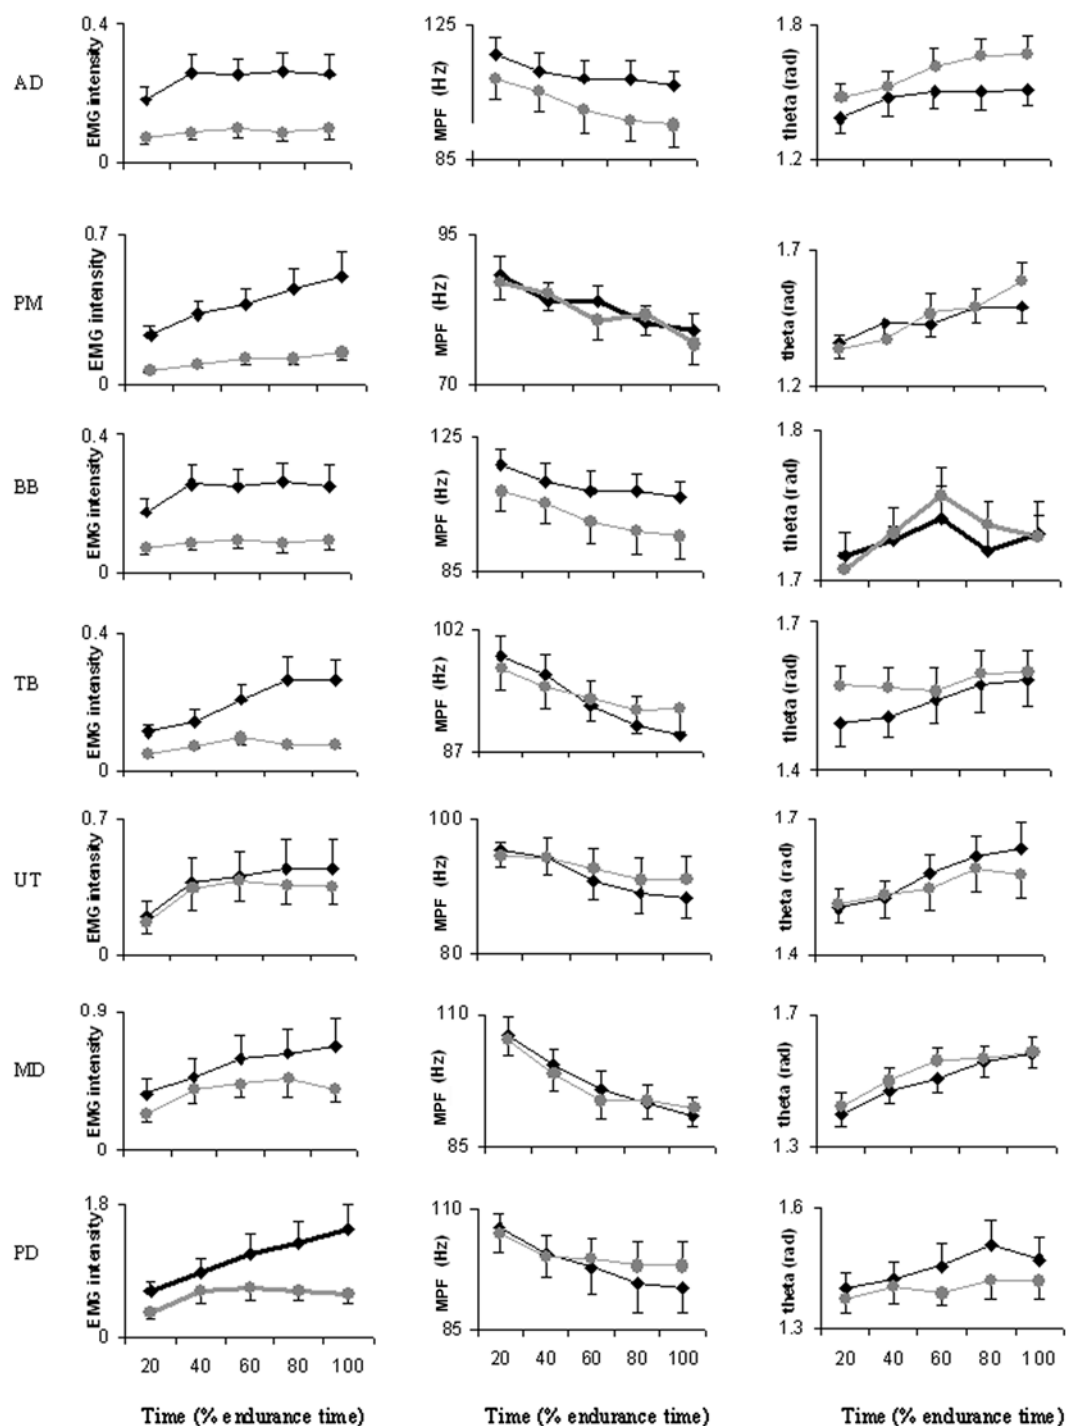 0.4 125 1.8
AD EMG intensity MPF (Hz) theta (rad)
0 85 1.2
0.7 95 1.7
PM EMG intensity MPF (Hz) theta (rad)
0 70 1.2
0.4 125 1.8
BB EMG intensity MPF (Hz) theta (rad)
0 85 1.7
0.4 102 1.7
TB EMG intensity MPF (Hz) theta (rad)
0 87 1.4
0.7 100 1.7
UT EMG intensity MPF (Hz) theta (rad)
0 80 1.4
0.9 110 1.7
MD EMG intensity MPF (Hz) theta (rad)
0 85 1.3
1.8 110 1.6
PD EMG intensity MPF (Hz) theta (rad)
0 85 1.3
20 40 60 80 100 20 40 60 80 100 20 40 60 80 100
Time (% endurance time) Time (% endurance time) Time (% endurance time)